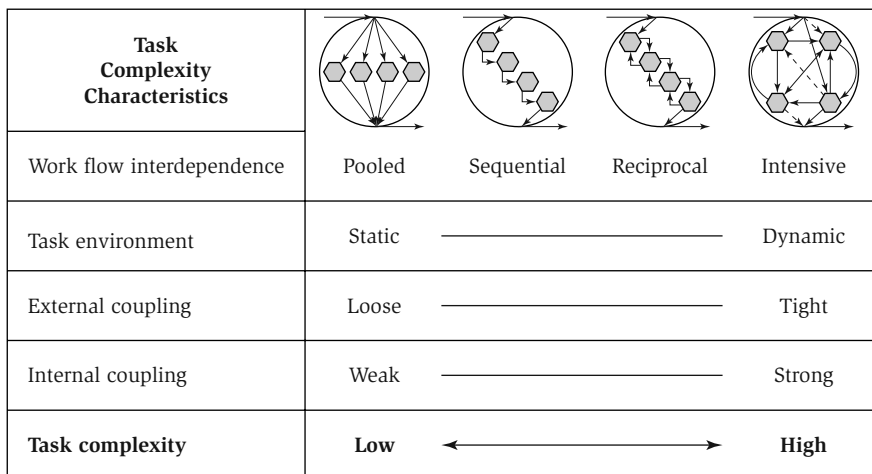 Task
Complexity
Characteristics
Work flow interdependence Pooled Sequential Reciprocal Intensive
Task environment Static Dynamic
External coupling Loose Tight
Internal coupling Weak Strong
Task complexity Low High